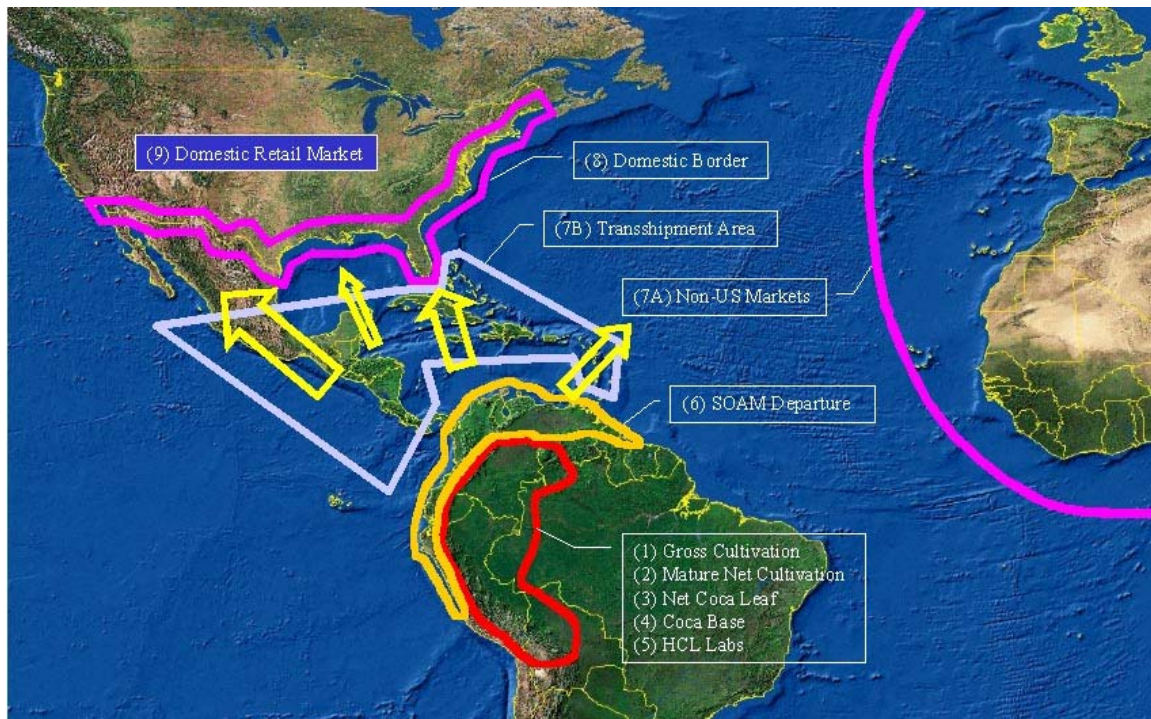 (9) Domestic Retail Market
(8) Domestic Border
(7B) Transshipment Area
(7A) Non-US Markets
(6) SOAM Departure
(1) Gross Cultivation
(2) Mature Net Cultivation
(3) Net Coca Leaf
(4) Coca Base
(5) HCL Labs